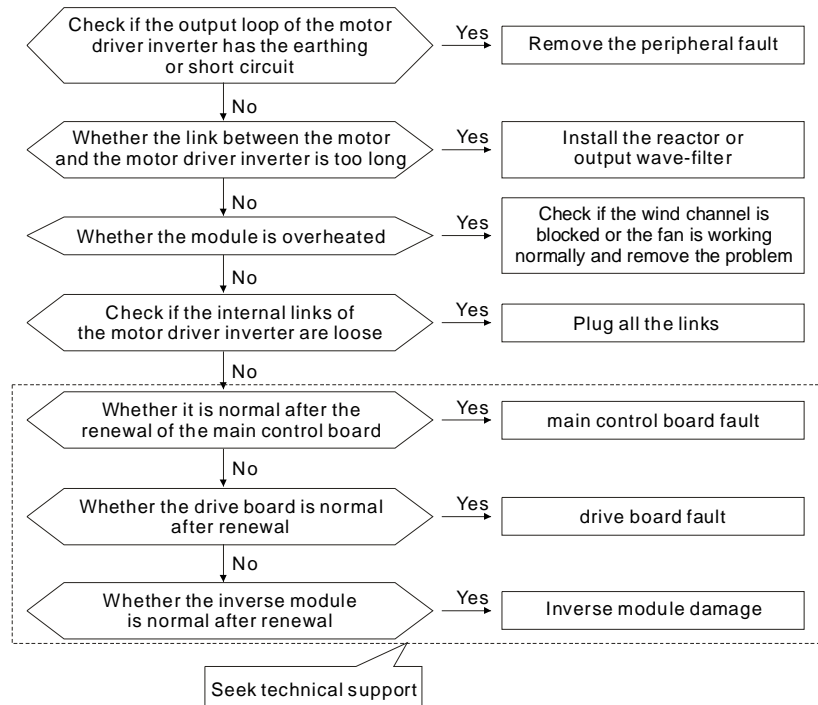 Check if the output loop of the motor
driver inverter has the earthing
or short circuit
Yes
Remove the peripheral fault
No
Whether the link between the motor
and the motor driver inverter is too long
Yes
Install the reactor or
output wave-filter
No
Whether the module is overheated
Yes
Check if the wind channel is
blocked or the fan is working
normally and remove the problem
No
Check if the internal links of
the motor driver inverter are loose
Yes
Plug all the links
No
Whether it is normal after the
renewal of the main control board
Yes
main control board fault
No
Whether the drive board is normal
after renewal
Yes
drive board fault
No
Whether the inverse module
is normal after renewal
Yes
Inverse module damage
Seek technical support